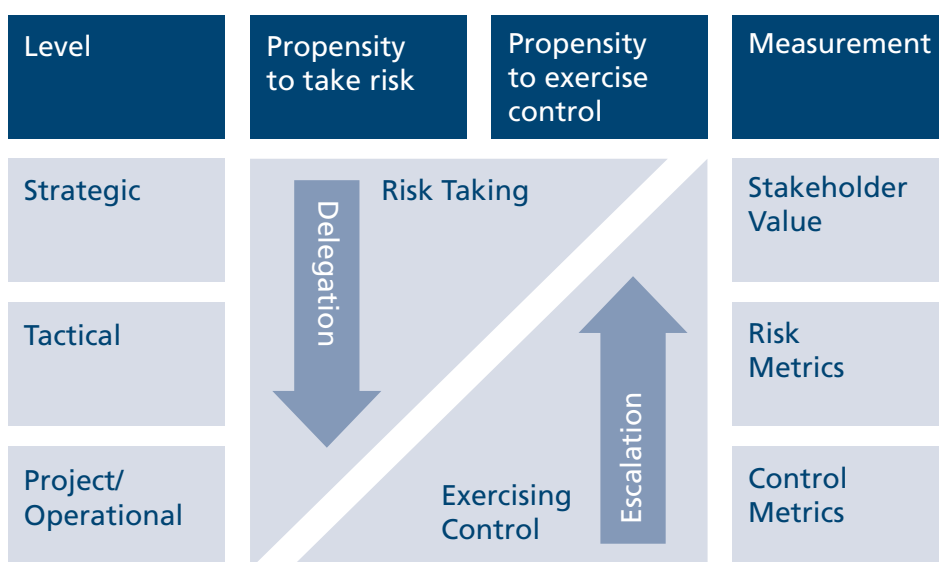 Level
Propensity
to take risk
Propensity
to exercise
control
Measurement
Strategic
Delegation
Risk Taking
Stakeholder
Value
Tactical
Risk
Metrics
Project/
Operational
Exercising
Control
Escalation
Control
Metrics